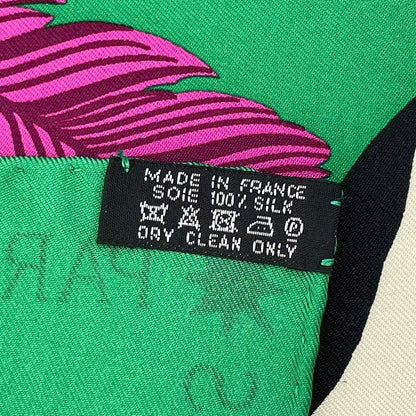 MADE IN FRANCE
SOIE 100% SILK
P
DRY CLEAN ONLY
PAR
S